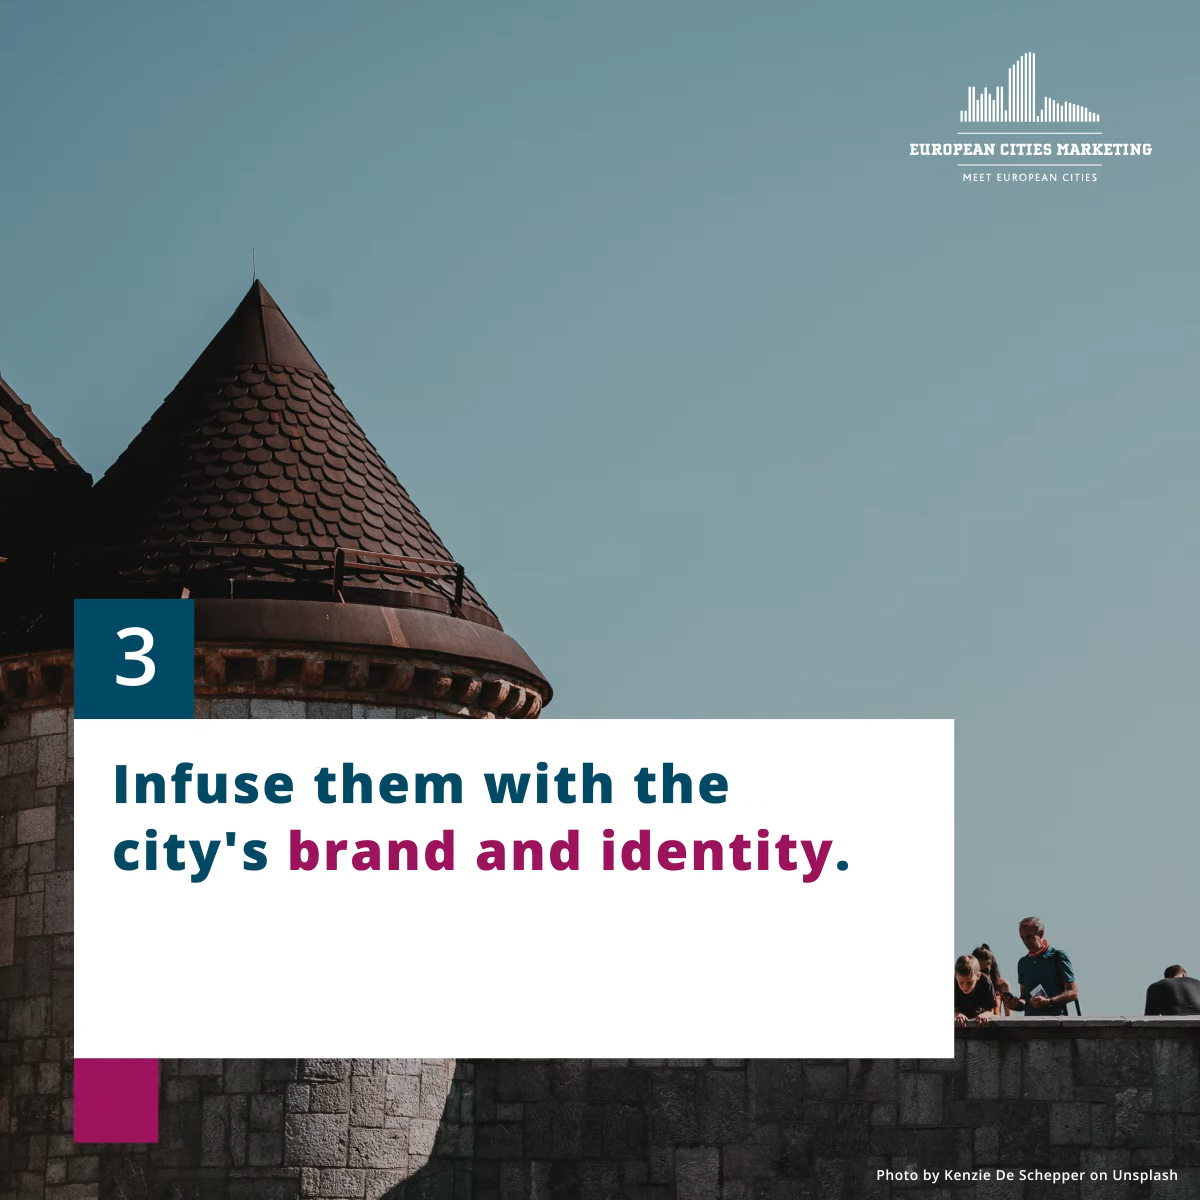 EUROPEAN CITIES MARKETING
MEET EUROPEAN CITIES
3
Infuse them with the
city's brand and identity.
Photo by Kenzie De Schepper on Unsplash